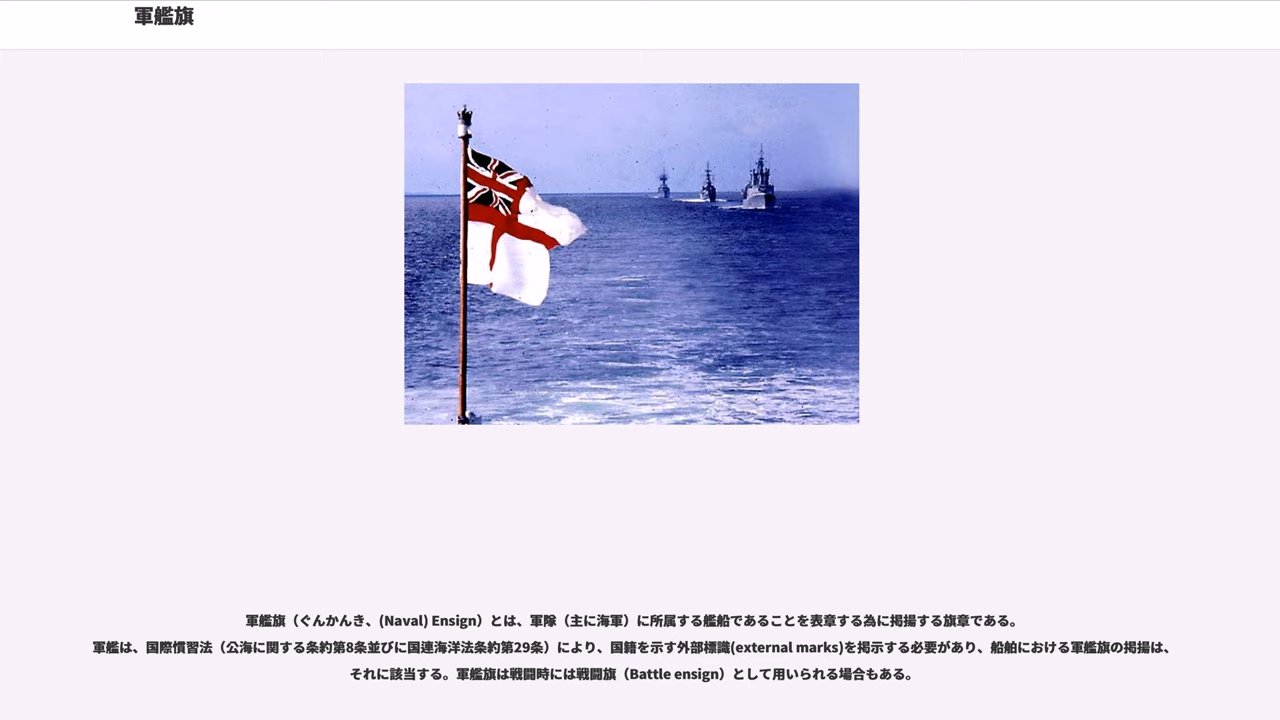 軍艦旗
軍艦旗（ぐんかんき、(Naval) Ensign）とは、軍隊（主に海軍）に所属する艦船であることを表章する為に掲揚する旗章である。
軍艦は、国際慣習法（公海に関する条約第8条並びに国連海洋法条約第29条）により、国籍を示す外部標識(external marks)を掲示する必要があり、船舶における軍艦旗の掲揚は、
それに該当する。軍艦旗は戦闘時には戦闘旗（Battle ensign）として用いられる場合もある。